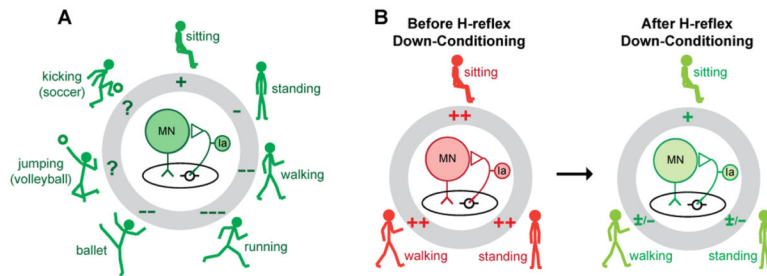 A
sitting
kicking
(soccer)
+
standing
?
-
MN
Ia
jumping
(volleyball)
?
--
walking
--
---
ballet
running
B
Before H-reflex
Down-Conditioning
sitting
++
MN
Ia
++
++
walking
standing
After H-reflex
Down-Conditioning
sitting
+
MN
Ia
±/-
±/-
walking
standing